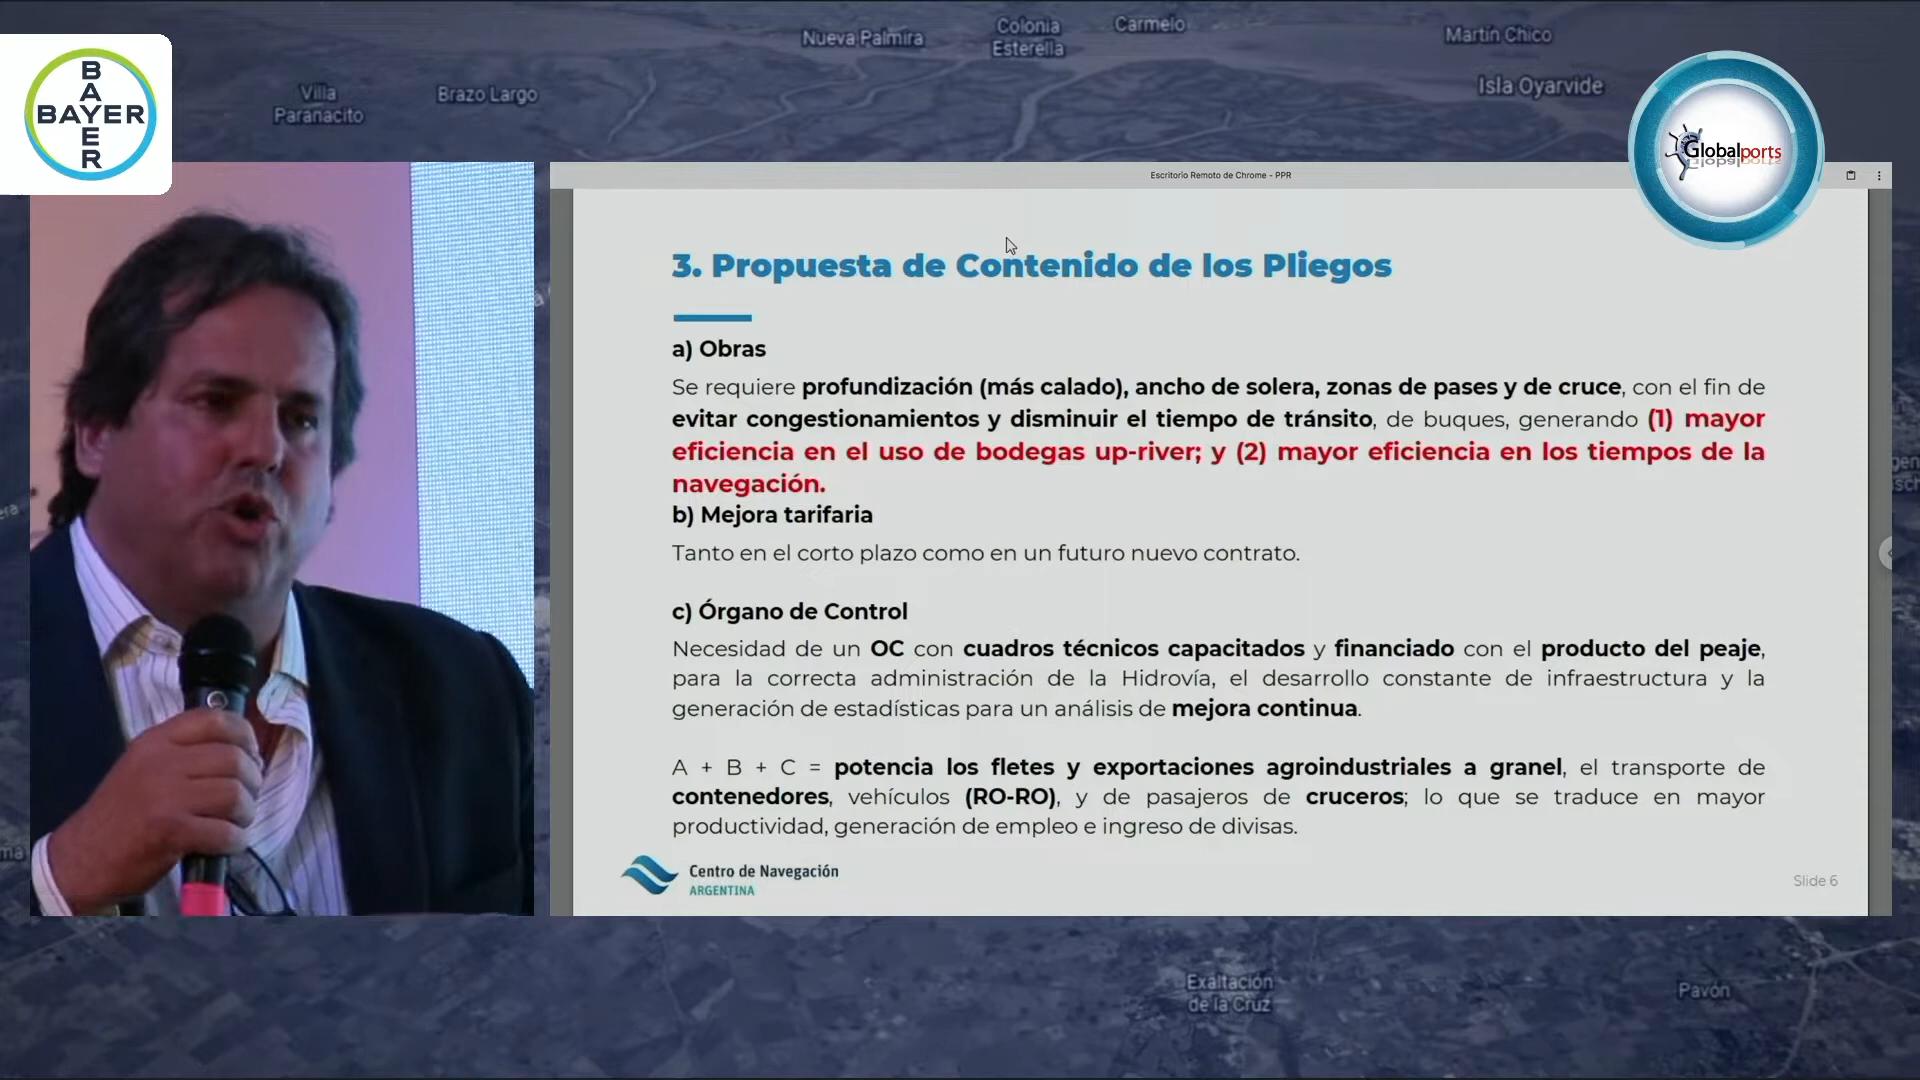 Nueva Palmira
Colonia
Esterella
Carmelo
Martín Chico
Isla Oyarvide
Villa
Paranacito
Brazo Largo
BAYER
BAYER
Globalports
Escritorio Remoto de Chrome - PPR
3. Propuesta de Contenido de los Pliegos
a) Obras
Se requiere profundización (más calado), ancho de solera, zonas de pases y de cruce, con el fin de
evitar congestionamientos y disminuir el tiempo de tránsito, de buques, generando (1) mayor
eficiencia en el uso de bodegas up-river; y (2) mayor eficiencia en los tiempos de la
navegación.
b) Mejora tarifaria
Tanto en el corto plazo como en un futuro nuevo contrato.
c) Órgano de Control
Necesidad de un OC con cuadros técnicos capacitados y financiado con el producto del peaje,
para la correcta administración de la Hidrovía, el desarrollo constante de infraestructura y la
generación de estadísticas para un análisis de mejora continua.
A + B + C = potencia los fletes y exportaciones agroindustriales a granel, el transporte de
contenedores, vehículos (RO-RO), y de pasajeros de cruceros; lo que se traduce en mayor
productividad, generación de empleo e ingreso de divisas.
Centro de Navegación
ARGENTINA
Slide 6
Exaltación
de la Cruz
Pavón